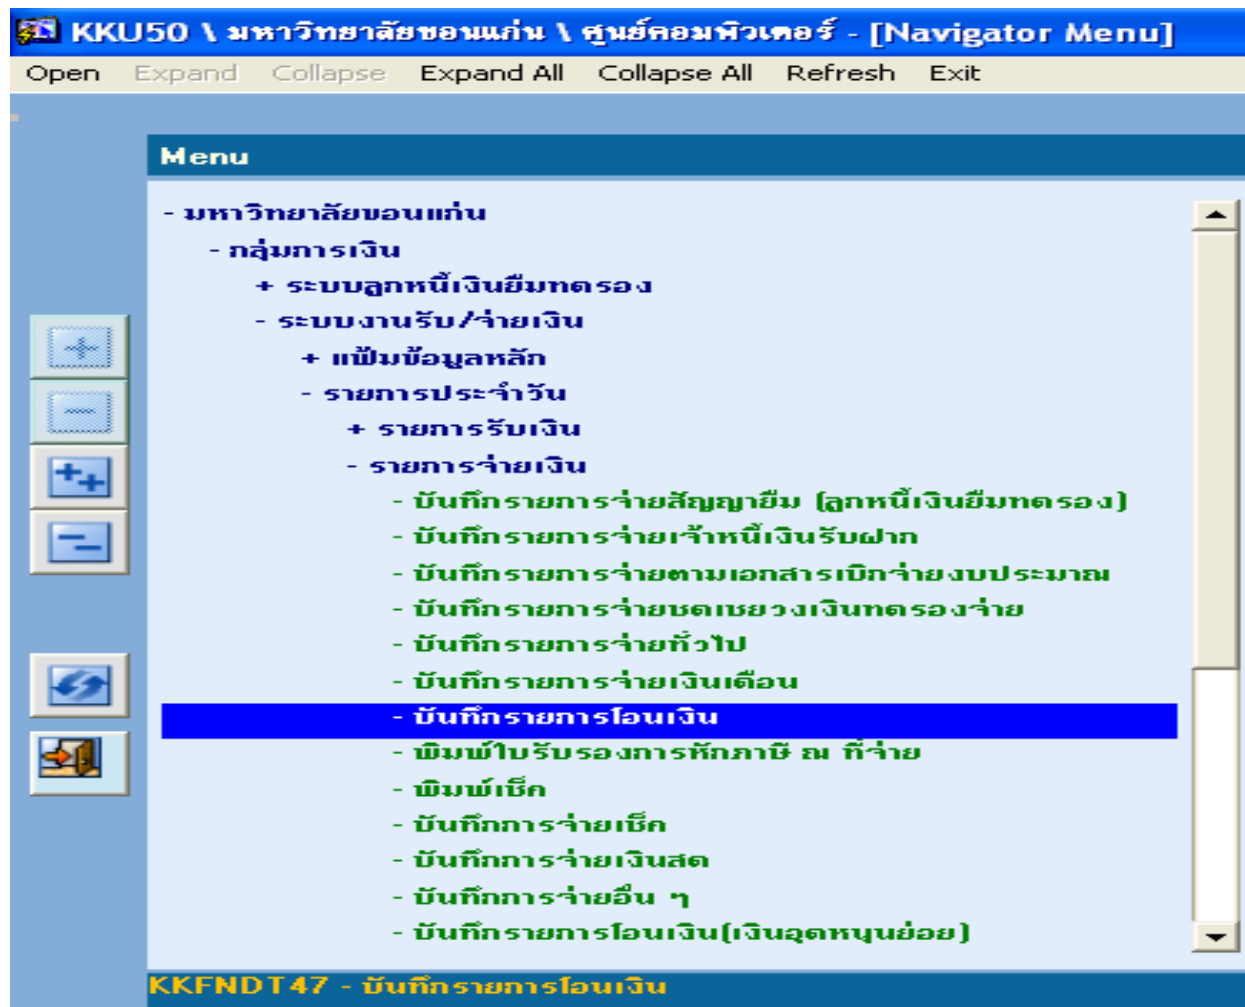 KKU50 \ มหาวิทยาลัยขอนแก่น \ ศูนย์คอมพิวเตอร์ - [Navigator Menu]
Open Expand Collapse Expand All Collapse All Refresh Exit
Menu
- มหาวิทยาลัยขอนแก่น
- กลุ่มการเงิน
+ ระบบลูกหนี้เงินยืมทดรอง
- ระบบงานรับ/จ่ายเงิน
+ แฟ้มข้อมูลหลัก
- รายการประจำวัน
+ รายการรับเงิน
- รายการจ่ายเงิน
- บันทึกรายการจ่ายสัญญายืม (ลูกหนี้เงินยืมทดรอง)
- บันทึกรายการจ่ายเจ้าหนี้เงินรับฝาก
- บันทึกรายการจ่ายตามเอกสารเบิกจ่ายงบประมาณ
- บันทึกรายการจ่ายชดเชยวงเงินทดรองจ่าย
- บันทึกรายการจ่ายทั่วไป
- บันทึกรายการจ่ายเงินเดือน
- บันทึกรายการโอนเงิน
- พิมพ์ใบรับรองการหักภาษี ณ ที่จ่าย
- พิมพ์เช็ค
- บันทึกการจ่ายเช็ค
- บันทึกการจ่ายเงินสด
- บันทึกการจ่ายอื่น ๆ
- บันทึกรายการโอนเงิน(เงินอุดหนุนย่อย)
KKFNDT47 - บันทึกรายการโอนเงิน